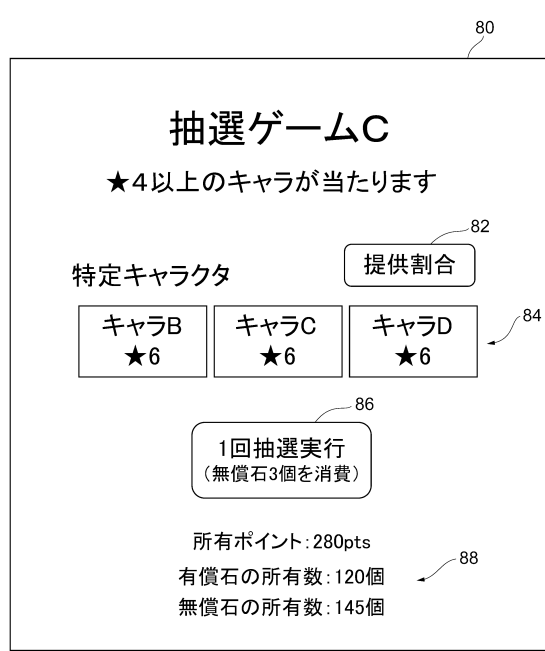 80
抽選ゲームC
★4以上のキャラが当たります
82
提供割合
特定キャラクタ
キャラB
★6
キャラC
★6
キャラD
★6
84
86
1回抽選実行
(無償石3個を消費)
所有ポイント:280pts
有償石の所有数:120個
無償石の所有数:145個
88